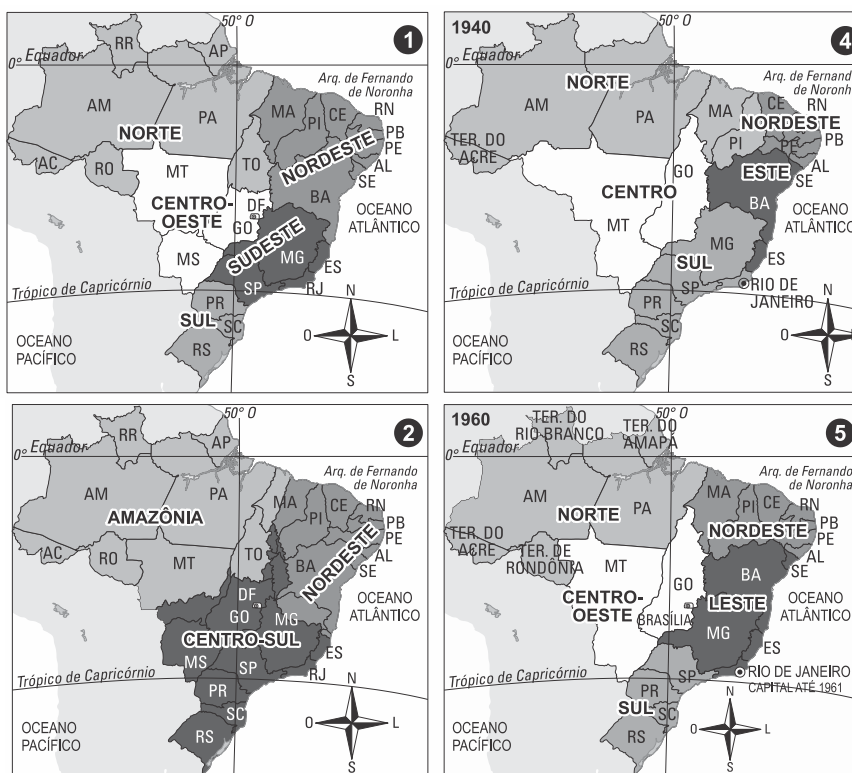 50° O
1
0° Equador
RR
AP
Arq. de Fernando
de Noronha
AM
PA
MA
CE
RN
PI
PB
PE
NORTE
NORDESTE
AC
RO
TO
AL
SE
MT
BA
CENTRO-
OESTE
DF
GO
OCEANO
ATLÂNTICO
SUDESTE
MG
MS
ES
Trópico de Capricórnio
SP
RJ
PR
SUL
SC
RS
OCEANO
PACÍFICO
N
O
L
S
1940
50° O
4
0° Equador
NORTE
Arq. de Fernando
de Noronha
AM
PA
MA
CE
RN
NORDESTE
PB
TER. DO
ACRE
PI
PE
AL
SE
GO
ESTE
CENTRO
BA
OCEANO
ATLÂNTICO
MT
MG
SUL
ES
Trópico de Capricórnio
SP
RIO DE
JANEIRO
PR
SC
RS
OCEANO
PACÍFICO
N
O
L
S
50° O
2
RR
AP
0° Equador
Arq. de Fernando
de Noronha
AM
PA
MA
CE
RN
AMAZÔNIA
PI
PB
PE
AC
RO
TO
NORDESTE
AL
SE
MT
BA
DF
OCEANO
ATLÂNTICO
GO
MG
CENTRO-SUL
MS
ES
SP
RJ
Trópico de Capricórnio
PR
SC
RS
OCEANO
PACÍFICO
N
O
L
S
1960
50° O
5
TER. DO
RIO BRANCO
TER. DO
AMAPÁ
0° Equador
Arq. de Fernando
de Noronha
AM
PA
MA
CE
RN
NORTE
PI
NORDESTE
PB
PE
TER. DO
ACRE
TER. DE
RONDÔNIA
AL
SE
MT
GO
BA
CENTRO-
OESTE
BRASÍLIA
LESTE
OCEANO
ATLÂNTICO
MG
ES
Trópico de Capricórnio
SP
RIO DE JANEIRO
CAPITAL ATÉ 1961
PR
SUL
SC
RS
OCEANO
PACÍFICO
N
O
L
S